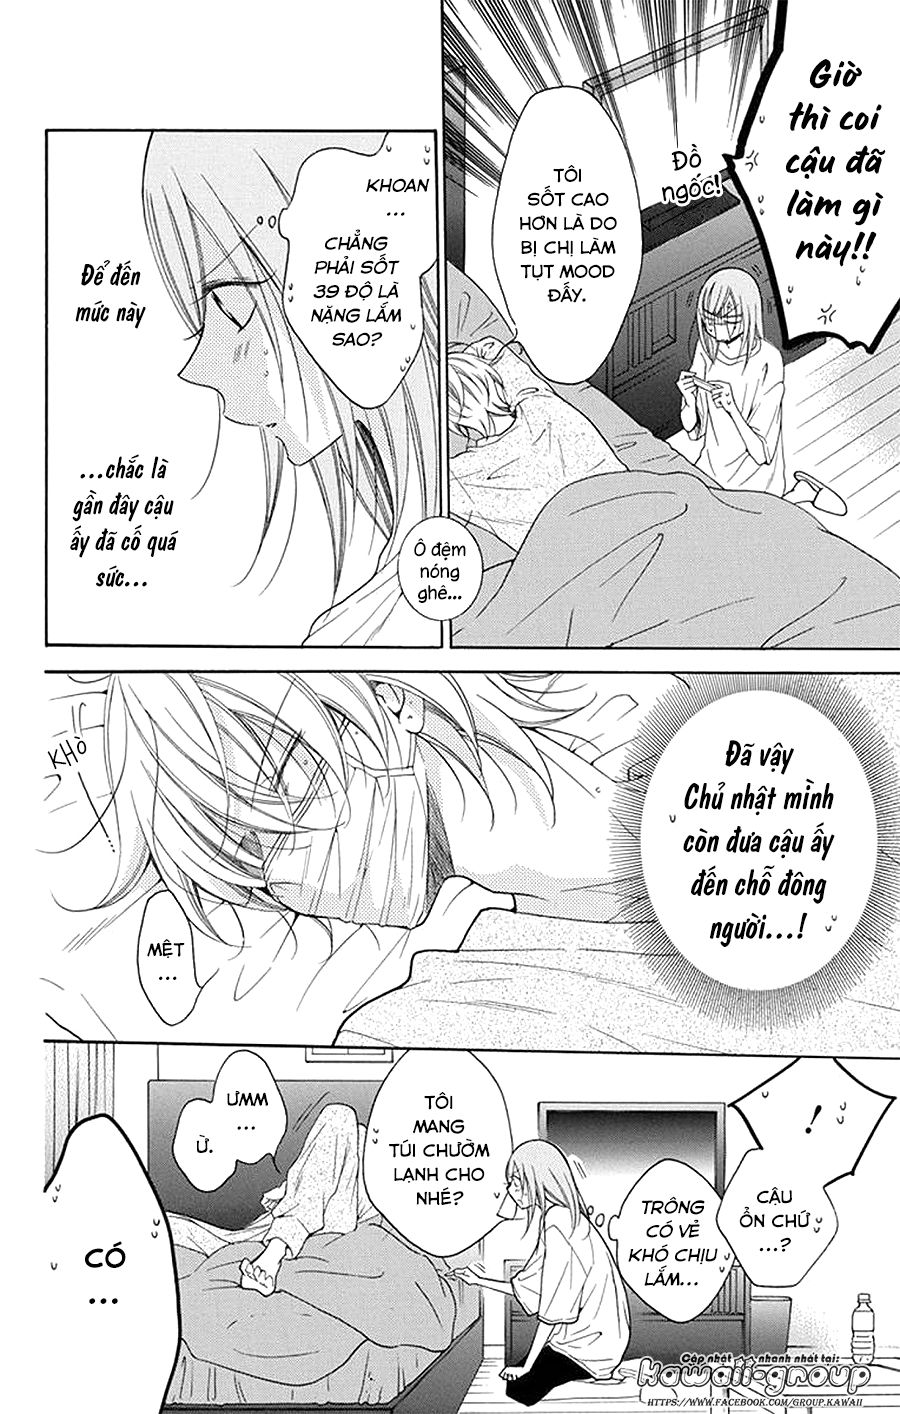 Giờ
thì coi
cậu đã
làm gì
này!!
Đồ
ngốc!
TÔI
SỐT CAO
HƠN LÀ DO
BỊ CHỊ LÀM
TỤT MOOD
ĐẤY.
Ô đệm
nóng
ghê...
KHOAN
...
CHẲNG
PHẢI SỐT
39 ĐỘ LÀ
NẶNG LẮM
SAO?
Để đến
mức này
...chắc là
gần đây cậu
ấy đã cố quá
sức...
Đã vậy
Chủ nhật mình
còn đưa cậu ấy
đến chỗ đông
người...!
KHÒ
...
MỆT
...
!
CẬU
ỔN CHỨ
...?
TRÔNG
CÓ VẺ
KHÓ CHỊU
LẮM...
TÔI
MANG
TÚI CHƯỜM
LẠNH CHO
NHÉ?
ƯMM
...
Ừ.
CÓ
...
Cập nhật nhanh nhất tại:
kawaii-group
HTTPS://WWW.FACEBOOK.COM/GROUP.KAWAII